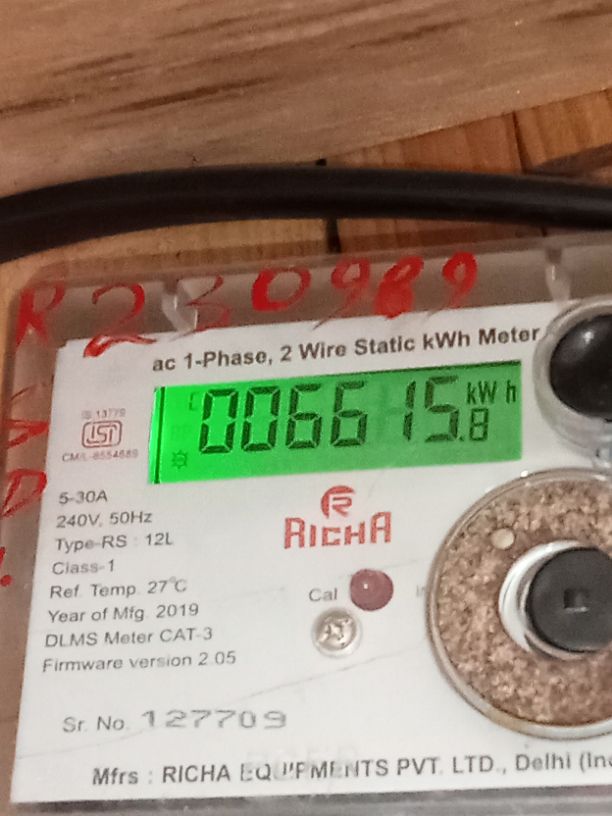 R230989
ac 1-Phase, 2 Wire Static kWh Meter
IS 13779
ISI
CM/L-8554689
006615.8 kWh
5-30A
240V, 50Hz
Type-RS : 12L
Class-1
Ref. Temp. 27°C
Year of Mfg. 2019
DLMS Meter CAT-3
Firmware version 2.05
RICHA
Cal
Sr. No. 127709
Mfrs : RICHA EQUIPMENTS PVT. LTD., Delhi